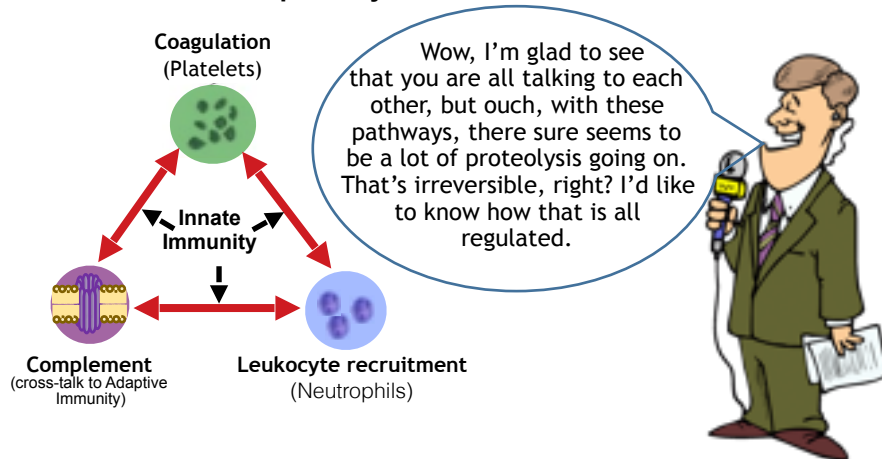 Coagulation
(Platelets)
Wow, I'm glad to see
that you are all talking to each
other, but ouch, with these
pathways, there sure seems to
be a lot of proteolysis going on.
That's irreversible, right? I'd like
to know how that is all
regulated.
Innate
Immunity
Complement
(cross-talk to Adaptive
Immunity)
Leukocyte recruitment
(Neutrophils)